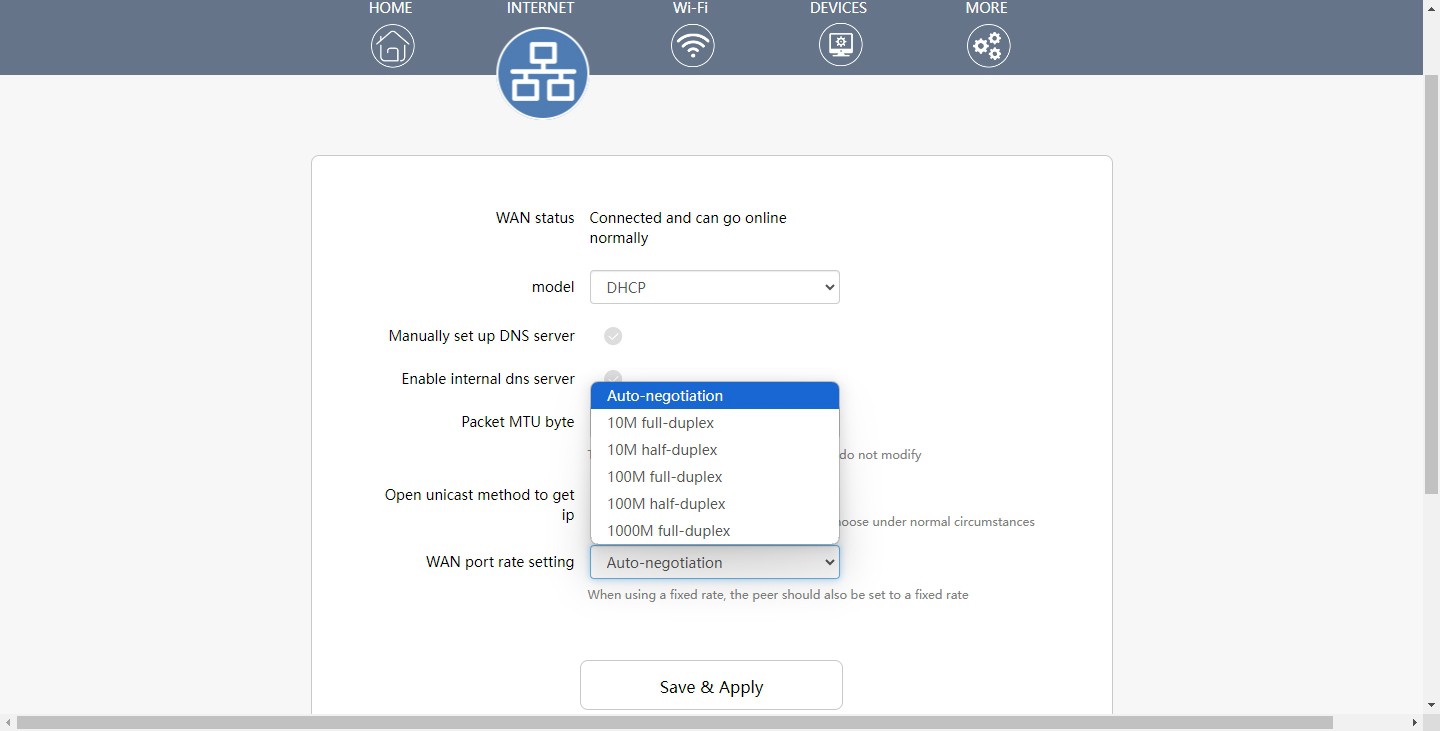 HOME INTERNET Wi-Fi DEVICES MORE
WAN status Connected and can go online
normally
model DHCP
Manually set up DNS server
Enable internal dns server
Auto-negotiation
10M full-duplex
Packet MTU byte
10M half-duplex
do not modify
100M full-duplex
Open unicast method to get
ip
100M half-duplex
under normal circumstances
1000M full-duplex
WAN port rate setting Auto-negotiation
When using a fixed rate, the peer should also be set to a fixed rate
Save & Apply